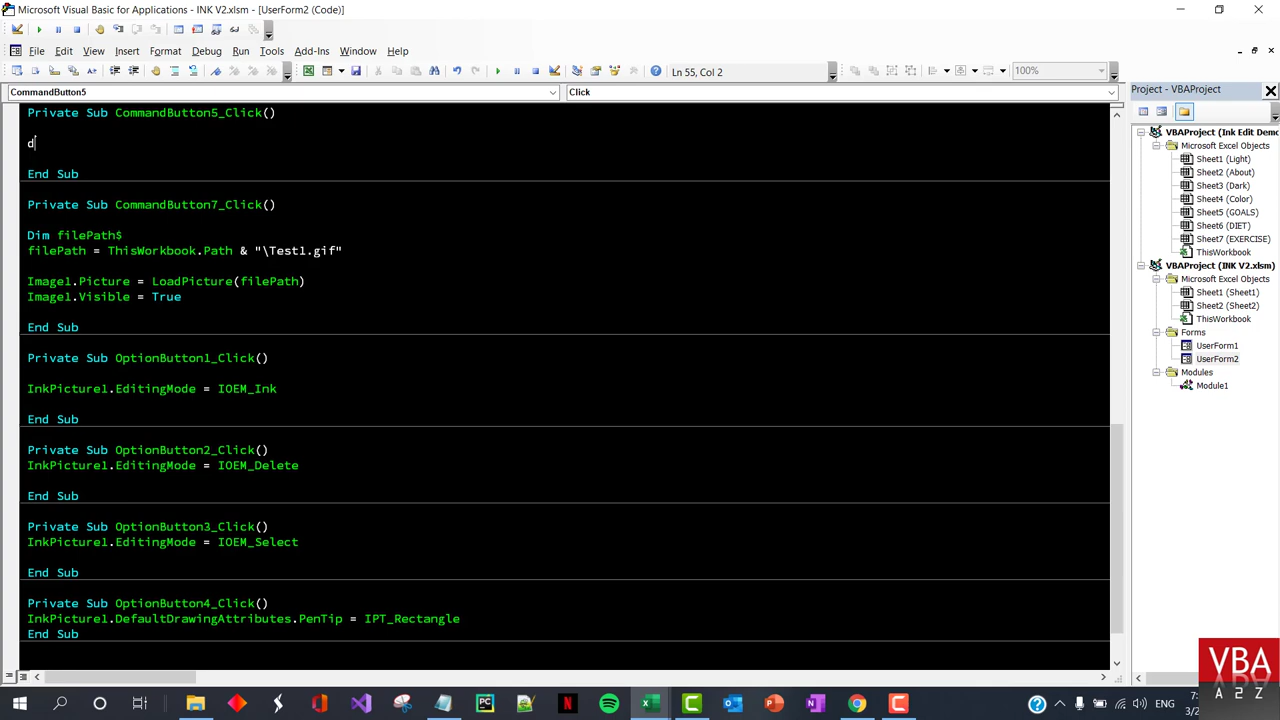 Microsoft Visual Basic for Applications - INK V2.xlsm - [UserForm2 (Code)]
File Edit View Insert Format Debug Run Tools Add-Ins Window Help
Ln 55, Col 2
100%
CommandButton5
Click
Private Sub CommandButton5_Click()
d
End Sub
Private Sub CommandButton7_Click()
Dim filePath$
filePath = ThisWorkbook.Path & "\Test1.gif"
Image1.Picture = LoadPicture(filePath)
Image1.Visible = True
End Sub
Private Sub OptionButton1_Click()
InkPicture1.EditingMode = IOEM_Ink
End Sub
Private Sub OptionButton2_Click()
InkPicture1.EditingMode = IOEM_Delete
End Sub
Private Sub OptionButton3_Click()
InkPicture1.EditingMode = IOEM_Select
End Sub
Private Sub OptionButton4_Click()
InkPicture1.DefaultDrawingAttributes.PenTip = IPT_Rectangle
End Sub
Project - VBAProject
VBAProject (Ink Edit Demo
Microsoft Excel Objects
Sheet1 (Light)
Sheet2 (About)
Sheet3 (Dark)
Sheet4 (Color)
Sheet5 (GOALS)
Sheet6 (DIET)
Sheet7 (EXERCISE)
ThisWorkbook
VBAProject (INK V2.xlsm)
Microsoft Excel Objects
Sheet1 (Sheet1)
Sheet2 (Sheet2)
ThisWorkbook
Forms
UserForm1
UserForm2
Modules
Module1
VBA
A 2 Z
7:
3/2